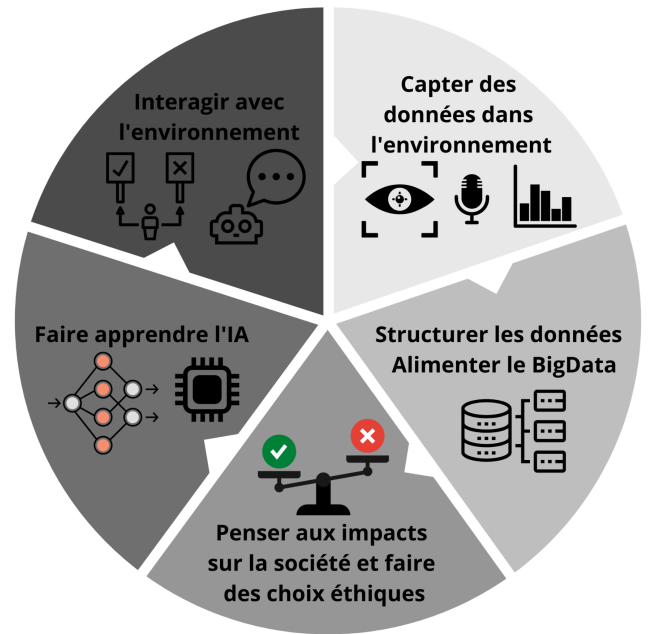 Interagir avec
l'environnement
Capter des
données dans
l'environnement
Faire apprendre l'IA
Structurer les données
Alimenter le BigData
Penser aux impacts
sur la société et faire
des choix éthiques